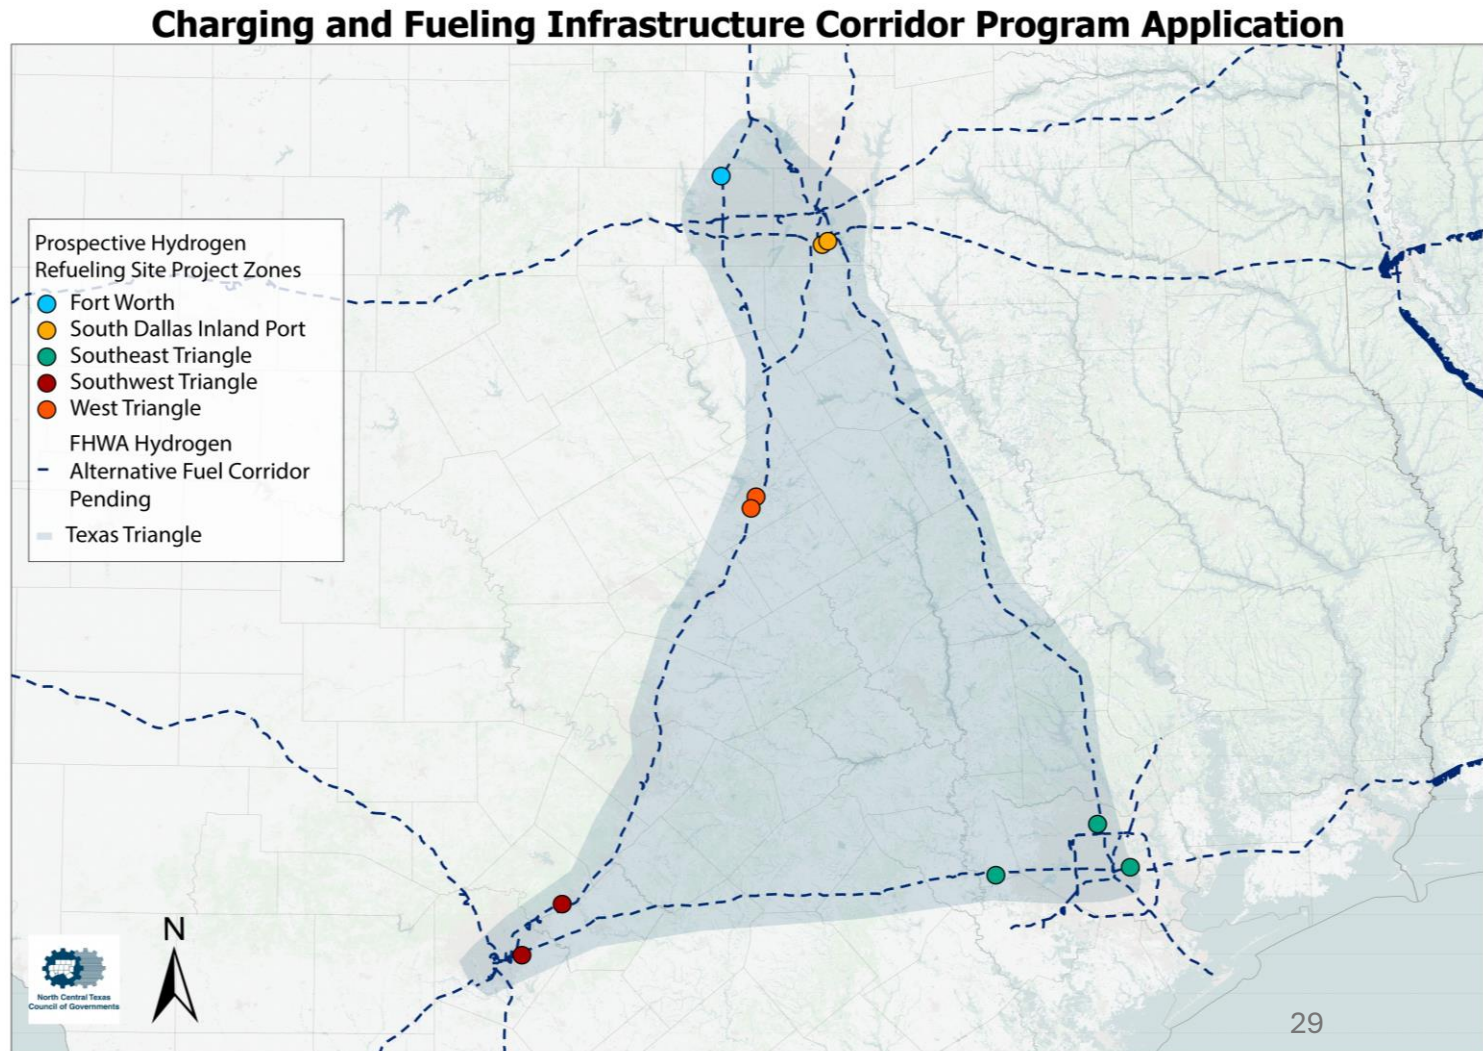 Charging and Fueling Infrastructure Corridor Program Application
Prospective Hydrogen
Refueling Site Project Zones
Fort Worth
South Dallas Inland Port
Southeast Triangle
Southwest Triangle
West Triangle
FHWA Hydrogen
Alternative Fuel Corridor
Pending
Texas Triangle
N
North Central Texas
Council of Governments
29